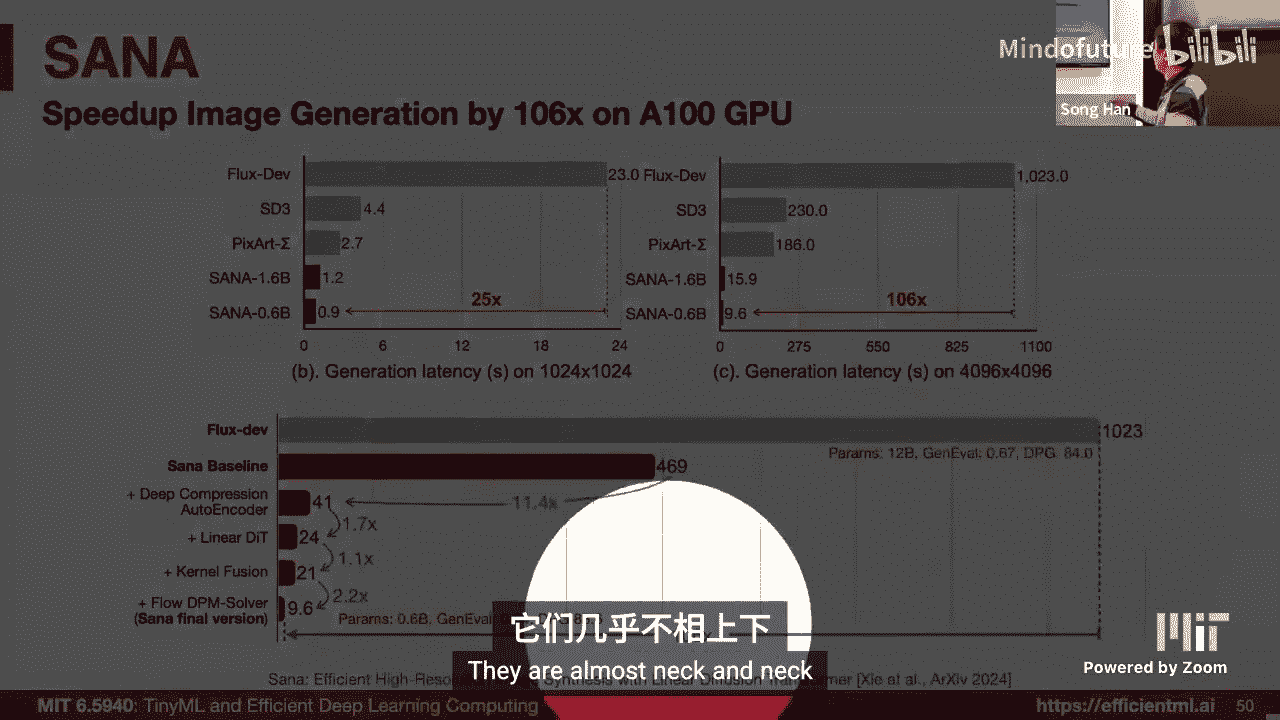 SANA
Speedup Image Generation by 106x on A100 GPU
Mindofuture bilibili
Song Han
Flux-Dev 23.0
SD3 4.4
PixArt-Σ 2.7
SANA-1.6B 1.2
SANA-0.6B 0.9 25x
0 6 12 18 24
(b). Generation latency (s) on 1024x1024
Flux-Dev 1,023.0
SD3 230.0
PixArt-Σ 186.0
SANA-1.6B 15.9
SANA-0.6B 9.6 106x
0 275 550 825 1100
(c). Generation latency (s) on 4096x4096
Flux-dev 1023
Params: 12B, GenEval: 0.67, DPG 84.0
Sana Baseline 469
+ Deep Compression
AutoEncoder 41 11.4x
1.7x
+ Linear DiT 24
1.1x
+ Kernel Fusion 21
2.2x
+ Flow DPM-Solver
(Sana final version) 9.6
Params: 0.6B, GenEval
它们几乎不相上下
They are almost neck and neck
MIT
Powered by Zoom
Sana: Efficient High-Reso Synthesis with Linear [Xie et al., ArXiv 2024]
MIT 6.5940: TinyML and Efficient Deep Learning Computing
https://efficientml.ai 50